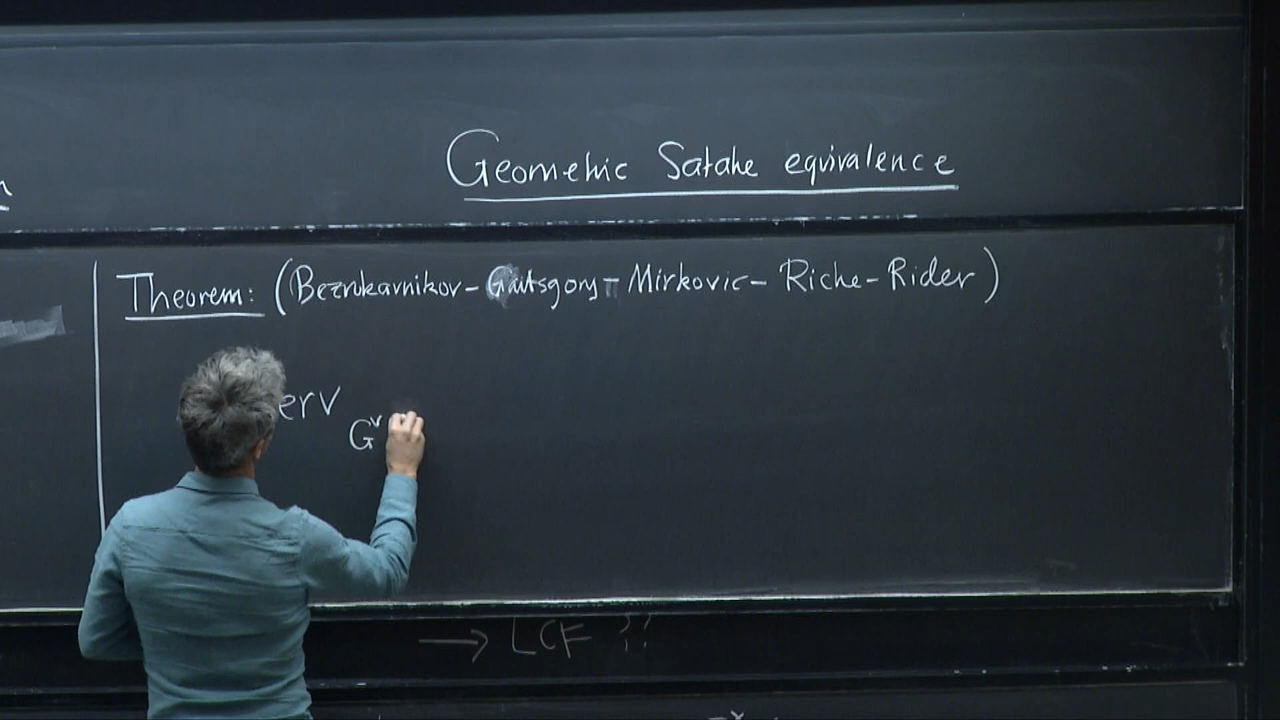 Geometric Satake equivalence
Theorem: (Bezrukavnikov - Gaitsgory - Mirkovic - Riche - Rider)
erv
G^v
→ LCF ??